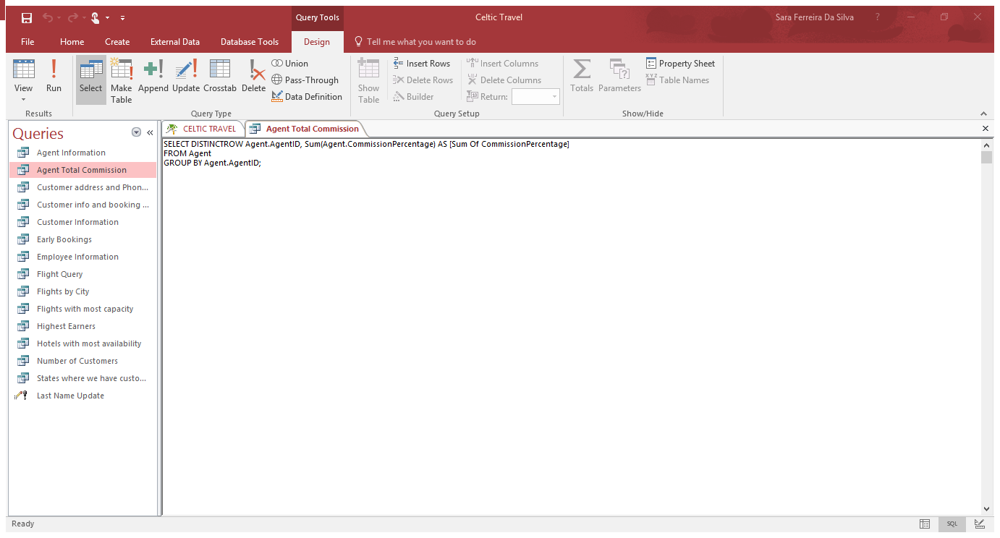 Query Tools
Celtic Travel
Sara Ferreira Da Silva
?
File Home Create External Data Database Tools Design Tell me what you want to do
View
Run
Results
Select
Make Table
Append
Update
Crosstab
Delete
Union
Pass-Through
Data Definition
Query Type
Show Table
Insert Rows
Delete Rows
Builder
Insert Columns
Delete Columns
Return:
Query Setup
Totals
Parameters
Property Sheet
XYZ Table Names
Show/Hide
Queries
Agent Information
Agent Total Commission
Customer address and Phon...
Customer info and booking ...
Customer Information
Early Bookings
Employee Information
Flight Query
Flights by City
Flights with most capacity
Highest Earners
Hotels with most availability
Number of Customers
States where we have custo...
Last Name Update
CELTIC TRAVEL
Agent Total Commission
SELECT DISTINCTROW Agent.AgentID, Sum(Agent.CommissionPercentage) AS [Sum Of CommissionPercentage]
FROM Agent
GROUP BY Agent.AgentID;
Ready
SQL